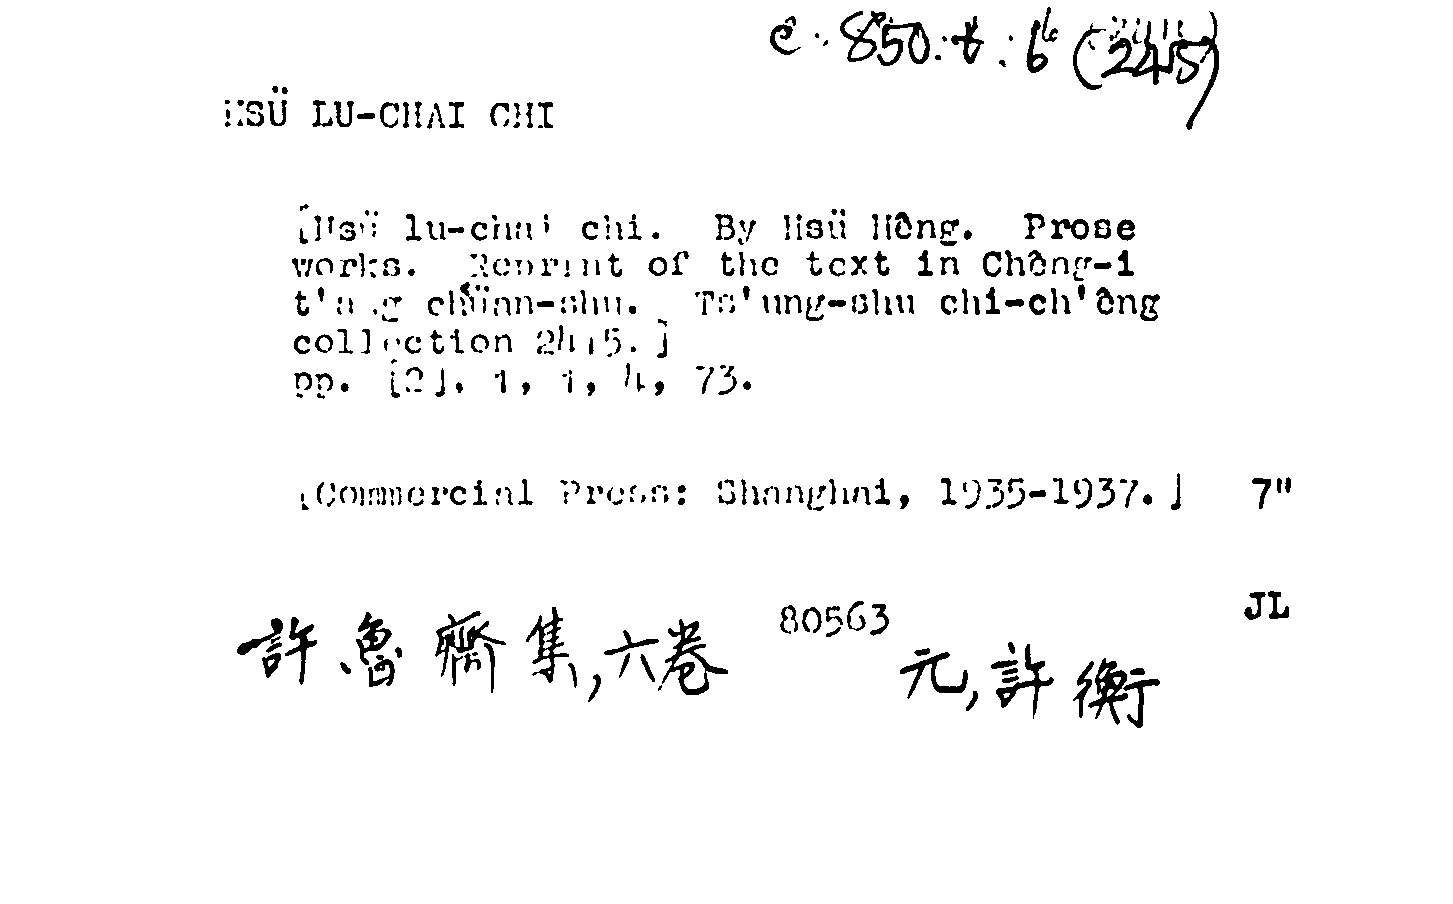 c. 850. t. 6 (2415)
HSÜ LU-CHAI CHI
[Hsü lu-chai chi. By Hsü Hêng. Prose
works. Reprint of the text in Chêng-i
t'ang ch'üan-shu. Ts'ung-shu chi-ch'êng
collection 2415.]
pp. [2]. 1, 1, 4, 73.
[Commercial Press: Shanghai, 1935-1937.] 7"
80563 JL
許魯齋集,六卷 元,許衡